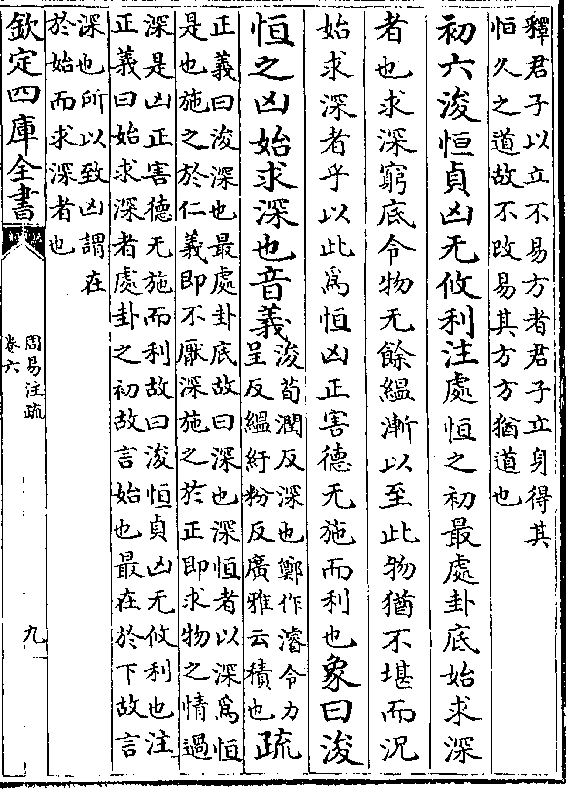 釋君子以立不易方者君子立身得其
恒久之道故不改易其方方猶道也
初六浚恒貞凶无攸利注處恒之初最處卦底始求深
者也求深窮底令物无餘縕漸以至此物猶不堪而況
始求深者乎以此爲恒凶正害德无施而利也象曰浚
恒之凶始求深也音義浚荀潤反深也鄭作濬令力
呈反縕紆粉反廣雅云積也疏
正義曰浚深也最處卦底故曰深也深恒者以深爲恒
是也施之於仁義即不厭深施之於正即求物之情過
深是凶正害德无施而利故曰浚恒貞凶无攸利也注
正義曰始求深者處卦之初故言始也最在於下故言
深也所以致凶謂在
於始而求深者也
欽定四庫全書
周易注疏
卷六
九